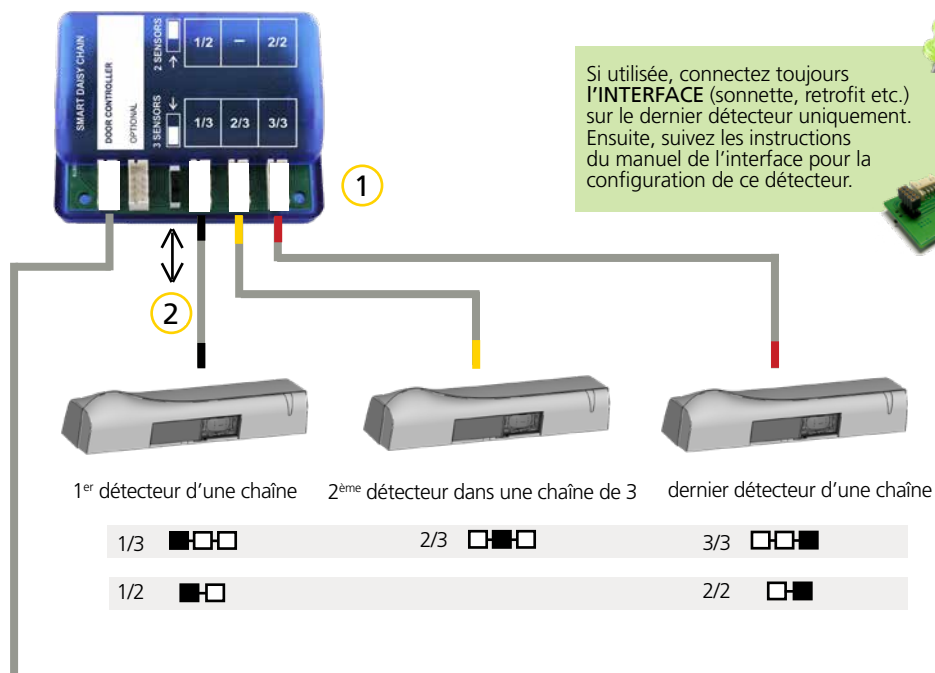 SMART DAISY CHAIN
DOOR CONTROLLER
OPTIONAL
2 SENSORS
↑
1/2
–
2/2
3 SENSORS
↓
1/3
2/3
3/3
1
2
Si utilisée, connectez toujours
l'INTERFACE (sonnette, retrofit etc.)
sur le dernier détecteur uniquement.
Ensuite, suivez les instructions
du manuel de l'interface pour la
configuration de ce détecteur.
1er détecteur d'une chaîne
2ème détecteur dans une chaîne de 3
dernier détecteur d'une chaîne
1/3
2/3
3/3
1/2
2/2